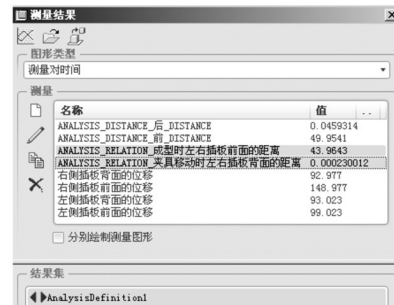 测量结果
图形类型
测量对时间
测量
名称 值 ..
ANALYSIS_DISTANCE_后_DISTANCE 0.0459314
ANALYSIS_DISTANCE_前_DISTANCE 49.9541
ANALYSIS_RELATION_成型时左右插板前面的距离 43.9643
ANALYSIS_RELATION_夹具移动时左右插板背面的距离 0.000230012
右侧插板背面的位移 92.977
右侧插板前面的位移 148.977
左侧插板背面的位移 93.023
左侧插板前面的位移 99.023
分别绘制测量图形
结果集
AnalysisDefinition1